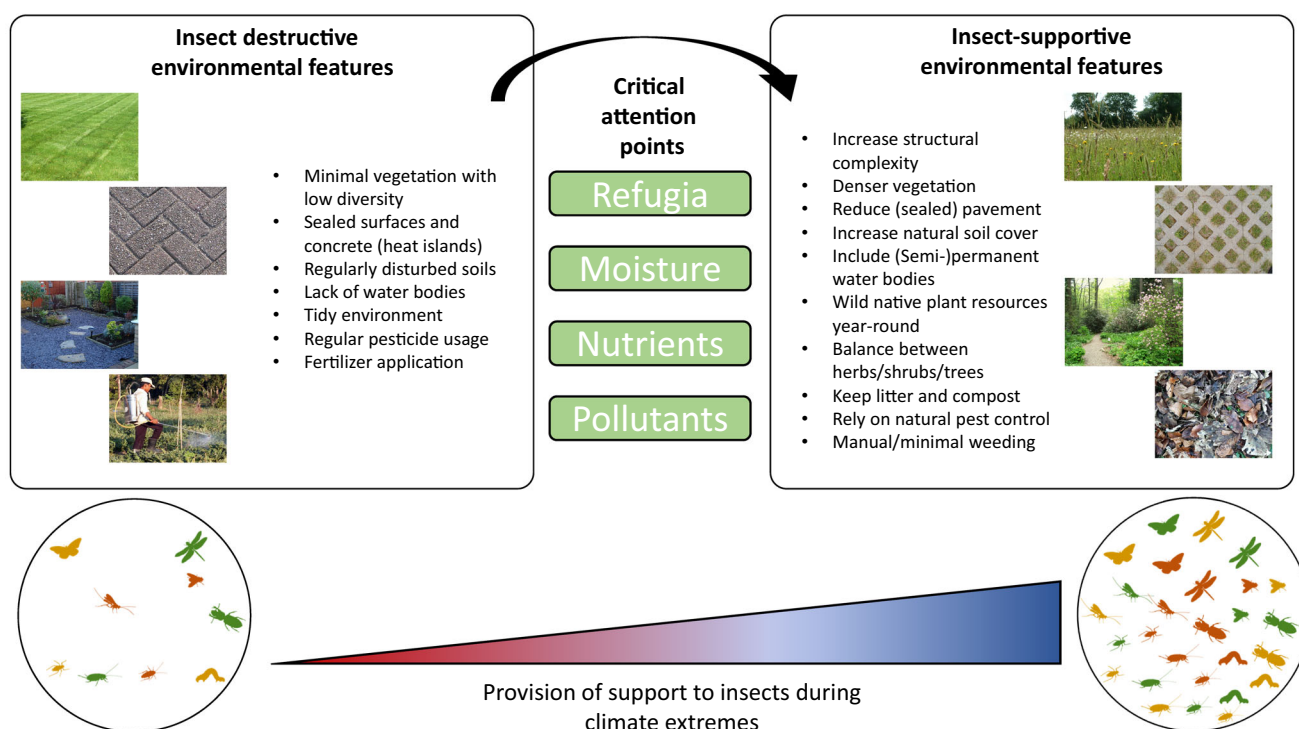 Insect destructive
environmental features
• Minimal vegetation with
low diversity
• Sealed surfaces and
concrete (heat islands)
• Regularly disturbed soils
• Lack of water bodies
• Tidy environment
• Regular pesticide usage
• Fertilizer application
Critical
attention
points
Refugia
Moisture
Nutrients
Pollutants
Insect-supportive
environmental features
• Increase structural
complexity
• Denser vegetation
• Reduce (sealed) pavement
• Increase natural soil cover
• Include (Semi-)permanent
water bodies
• Wild native plant resources
year-round
• Balance between
herbs/shrubs/trees
• Keep litter and compost
• Rely on natural pest control
• Manual/minimal weeding
Provision of support to insects during
climate extremes